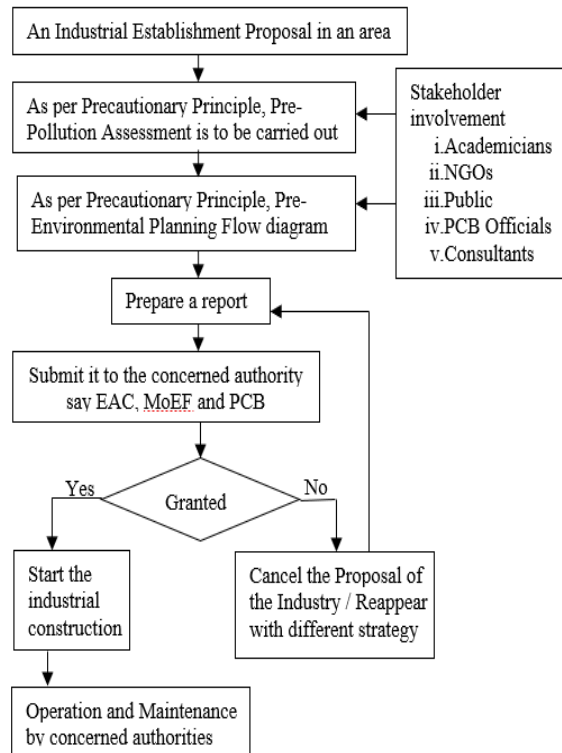 An Industrial Establishment Proposal in an area
As per Precautionary Principle, Pre-
Pollution Assessment is to be carried out
Stakeholder
involvement
i.Academicians
ii.NGOs
iii.Public
iv.PCB Officials
v.Consultants
As per Precautionary Principle, Pre-
Environmental Planning Flow diagram
Prepare a report
Submit it to the concerned authority
say EAC, MoEF and PCB
Yes
Granted
No
Start the
industrial
construction
Cancel the Proposal of
the Industry / Reappear
with different strategy
Operation and Maintenance
by concerned authorities